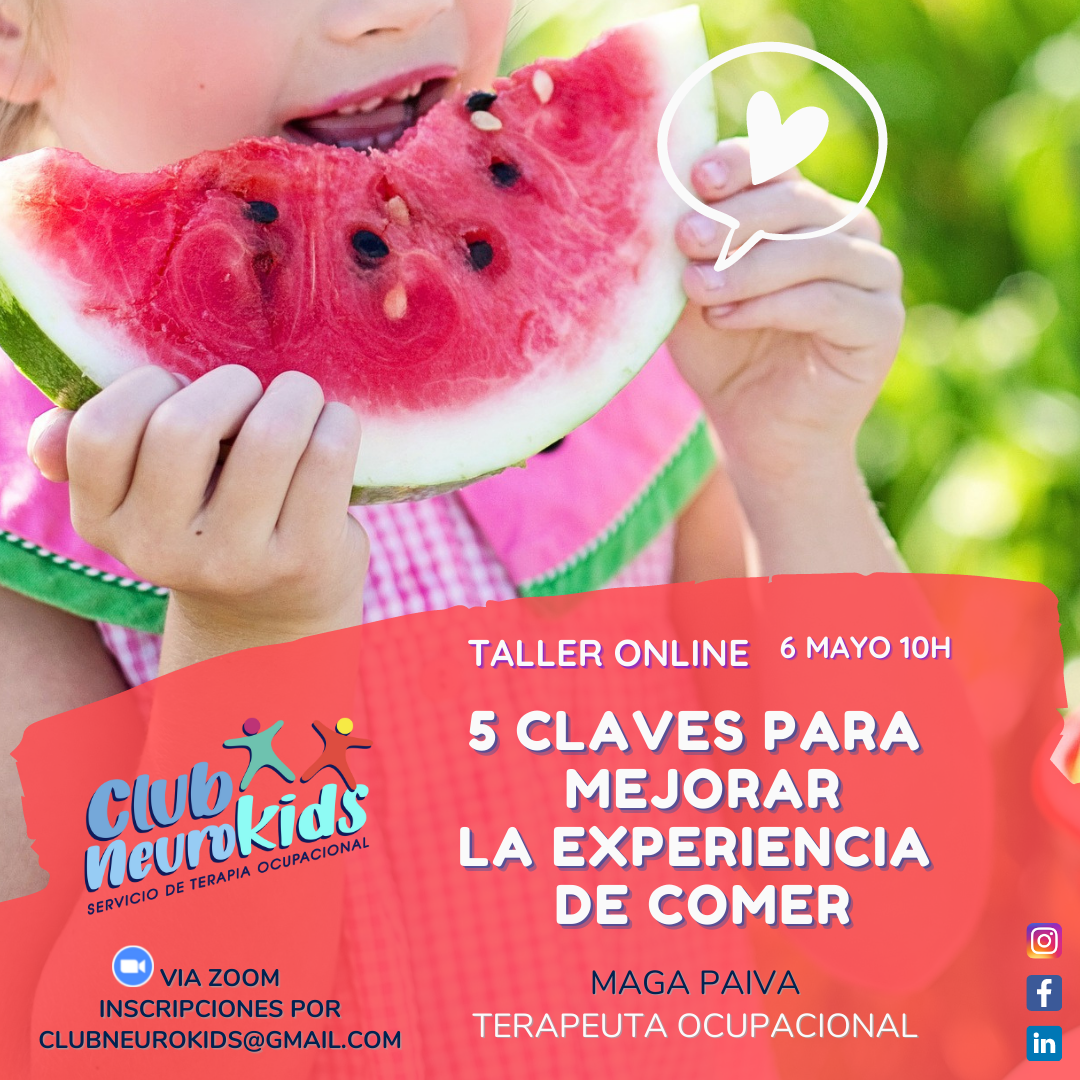 TALLER ONLINE 6 MAYO 10H
5 CLAVES PARA
MEJORAR
LA EXPERIENCIA
DE COMER
Club
Neurokids
SERVICIO DE TERAPIA OCUPACIONAL
VIA ZOOM
INSCRIPCIONES POR
CLUBNEUROKIDS@GMAIL.COM
MAGA PAIVA
TERAPEUTA OCUPACIONAL